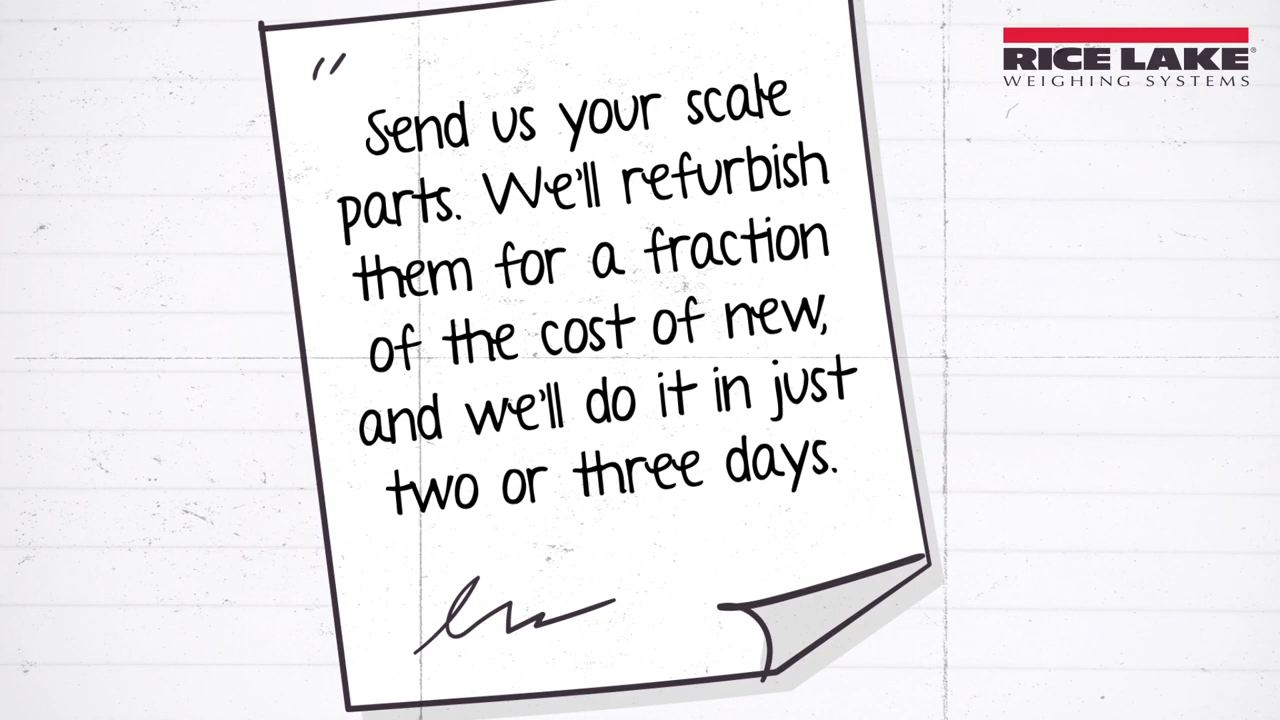 RICE LAKE®
WEIGHING SYSTEMS
"
Send us your scale
parts. We'll refurbish
them for a fraction
of the cost of new,
and we'll do it in just
two or three days.